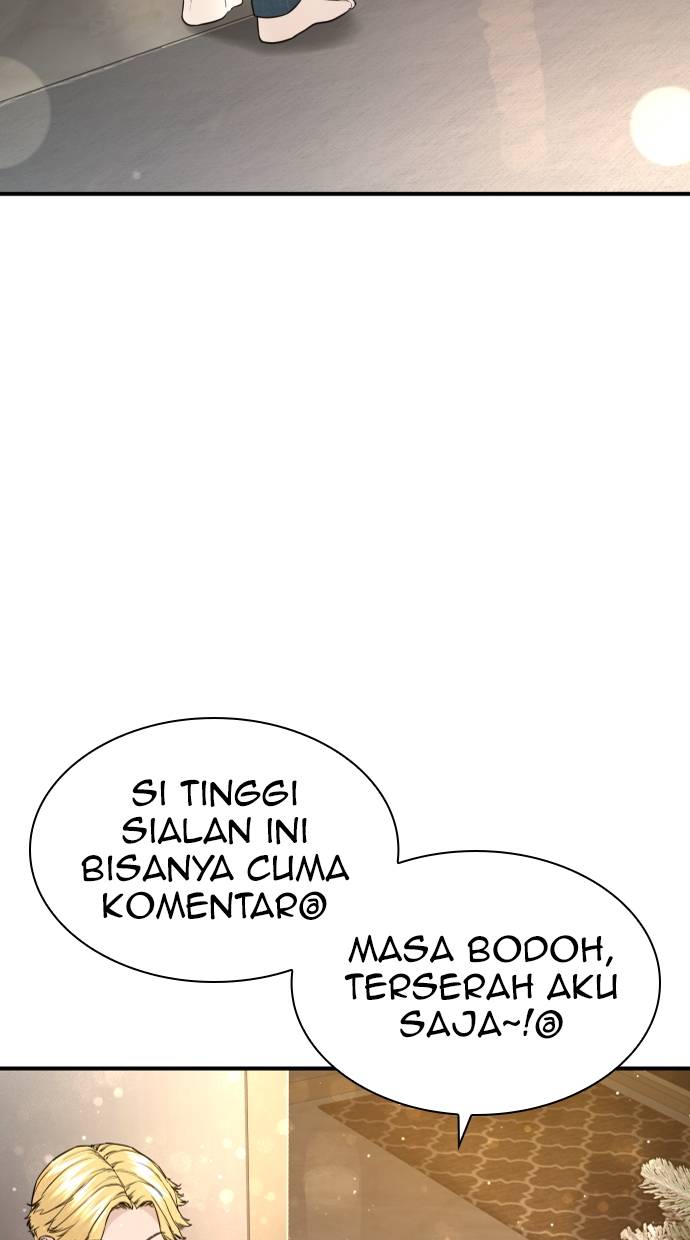 SI TINGGI
SIALAN INI
BISANYA CUMA
KOMENTAR@
MASA BODOH,
TERSERAH AKU
SAJA~!@